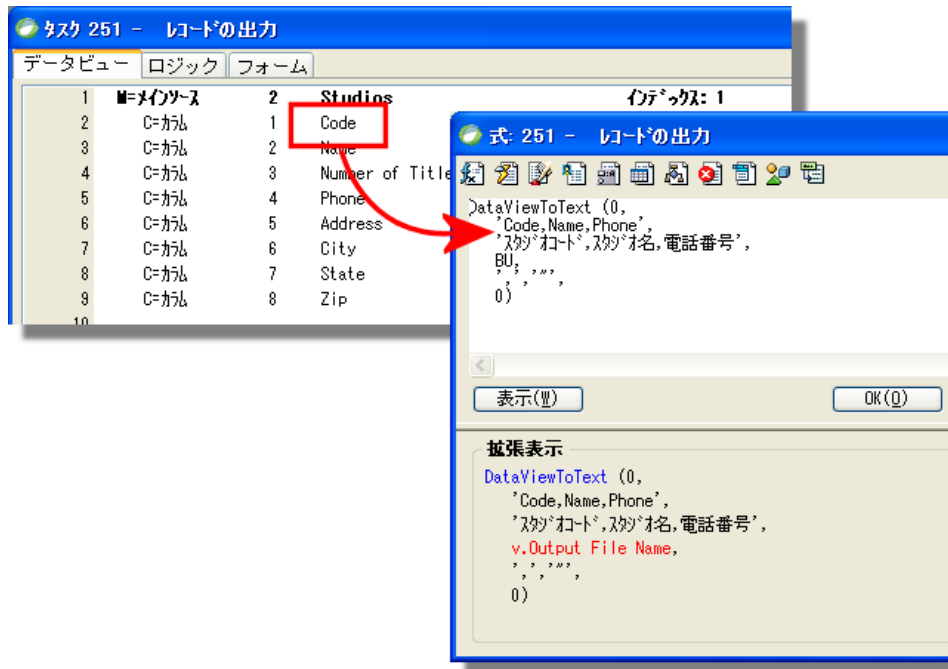 ﾀｽｸ 251 - ﾚｺｰﾄﾞの出力
データビュー ロジック フォーム
1 M=ﾒｲﾝｿｰｽ 2 Studios ｲﾝﾃﾞｯｸｽ: 1
2 C=ｶﾗﾑ 1 Code
3 C=ｶﾗﾑ 2 Name
4 C=ｶﾗﾑ 3 Number of Title
5 C=ｶﾗﾑ 4 Phone
6 C=ｶﾗﾑ 5 Address
7 C=ｶﾗﾑ 6 City
8 C=ｶﾗﾑ 7 State
9 C=ｶﾗﾑ 8 Zip
10
式: 251 - ﾚｺｰﾄﾞの出力
DataViewToText (0,
'Code,Name,Phone',
'ｽﾀｼﾞｵｺｰﾄﾞ,ｽﾀｼﾞｵ名,電話番号',
BU,
',','"',
0)
表示(W) OK(O)
拡張表示
DataViewToText (0,
'Code,Name,Phone',
'ｽﾀｼﾞｵｺｰﾄﾞ,ｽﾀｼﾞｵ名,電話番号',
v.Output File Name,
',','"',
0)